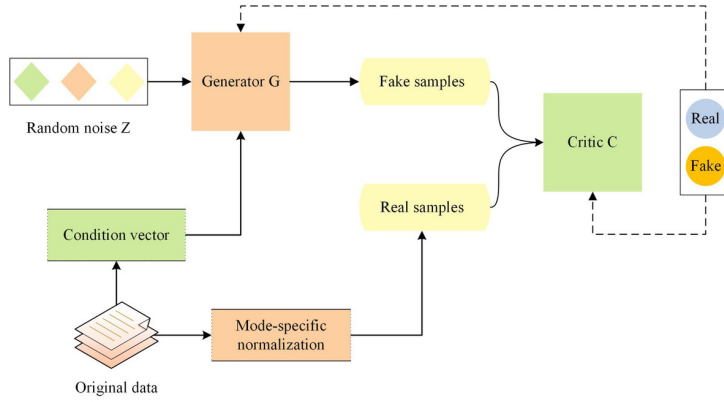 Random noise Z
Generator G
Fake samples
Critic C
Real
Fake
Condition vector
Real samples
Mode-specific
normalization
Original data